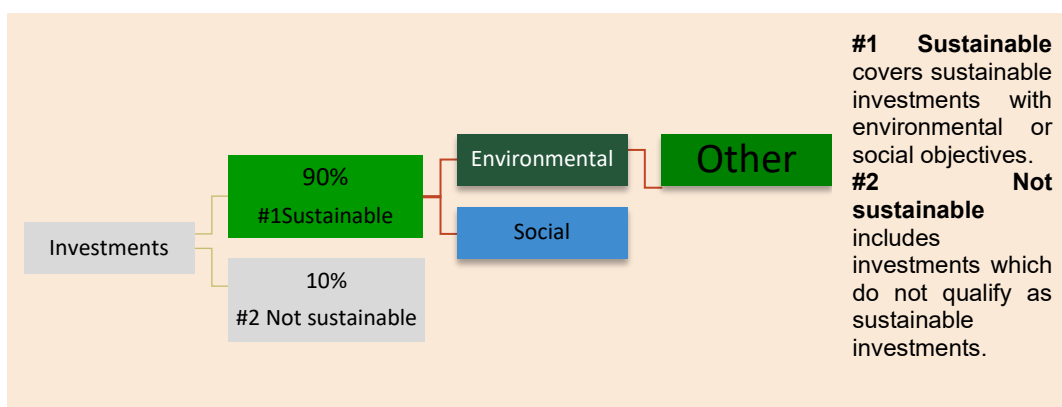 Investments
90%
#1Sustainable
10%
#2 Not sustainable
Environmental
Social
Other
#1 Sustainable
covers sustainable
investments with
environmental or
social objectives.
#2 Not
sustainable
includes
investments which
do not qualify as
sustainable
investments.